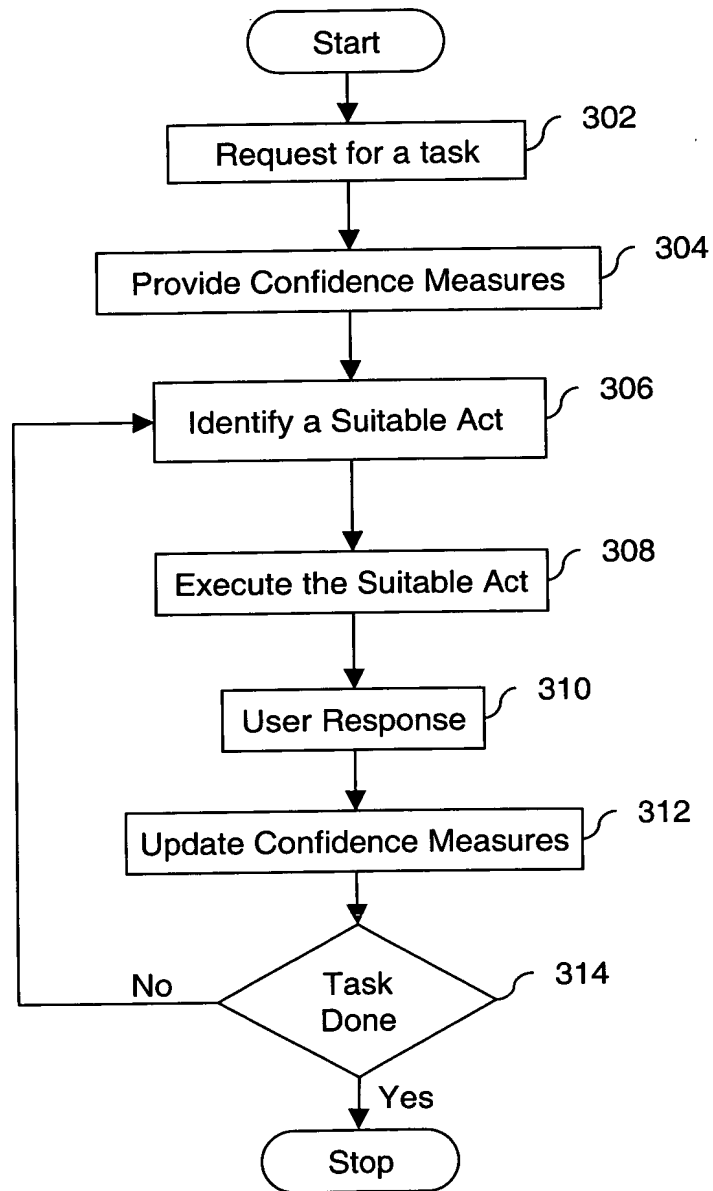 Start
302
Request for a task
304
Provide Confidence Measures
306
Identify a Suitable Act
308
Execute the Suitable Act
310
User Response
312
Update Confidence Measures
314
No
Task
Done
Yes
Stop